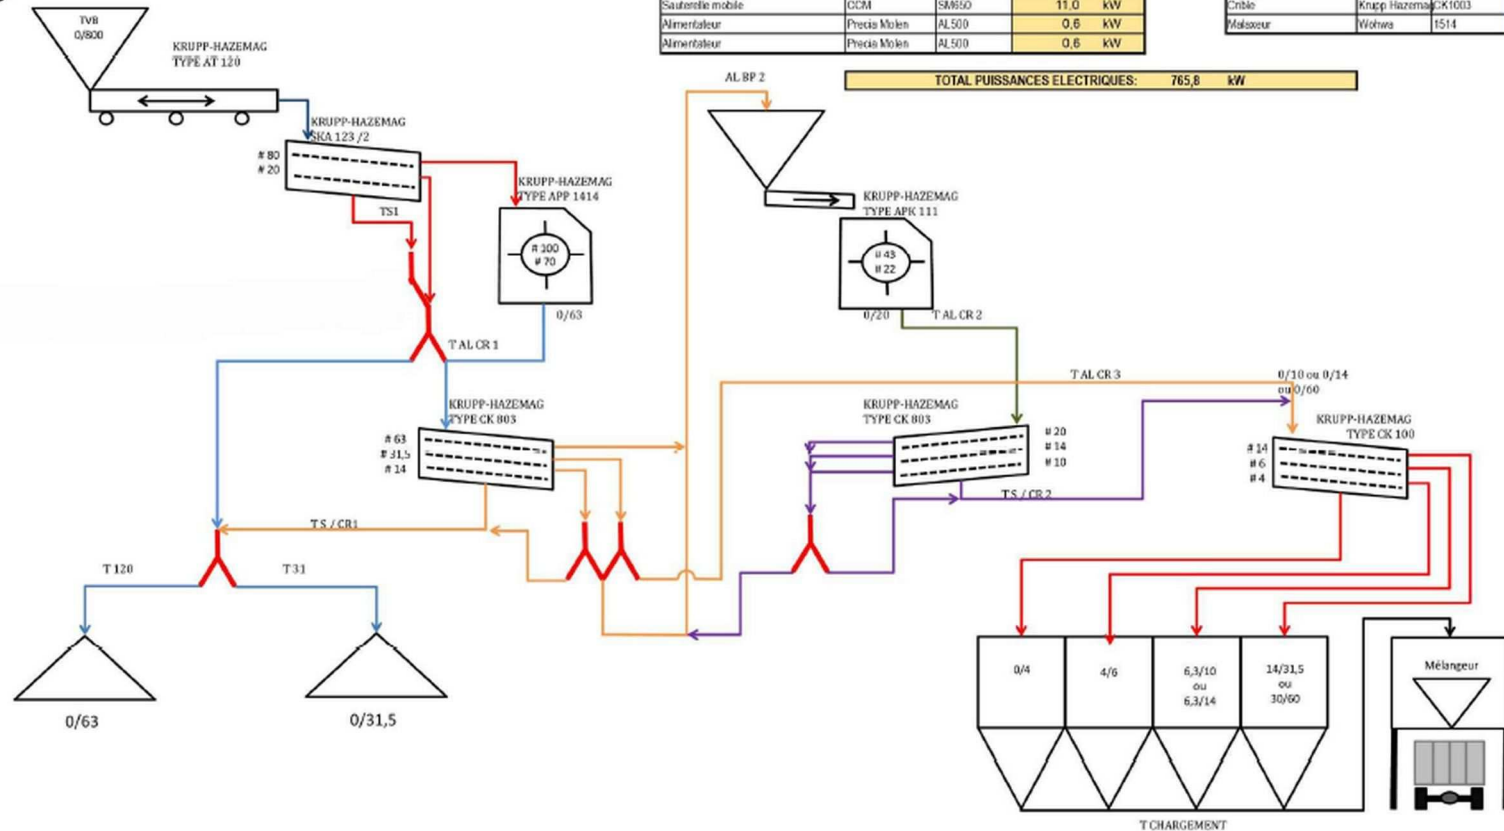 Sauterelle mobile CCM SM650 11,0 kW
Alimentateur Precia Molen AL500 0,6 kW
Alimentateur Precia Molen AL500 0,6 kW
Crible Krupp Hazemag CK1003
Malaxeur Wohwa 1514
TOTAL PUISSANCES ELECTRIQUES: 765,8 kW
TVB
0/800
KRUPP-HAZEMAG
TYPE AT 120
KRUPP-HAZEMAG
SKA 123 /2
# 80
# 20
TS1
KRUPP-HAZEMAG
TYPE APP 1414
# 100
# 70
0/63
T AL CR 1
AL BP 2
KRUPP-HAZEMAG
TYPE APK 111
# 43
# 22
0/20
T AL CR 2
KRUPP-HAZEMAG
TYPE CK 803
# 63
# 31,5
# 14
T S / CR1
KRUPP-HAZEMAG
TYPE CK 803
# 20
# 14
# 10
T S / CR 2
T AL CR 3
0/10 ou 0/14
ou 0/60
KRUPP-HAZEMAG
TYPE CK 100
# 14
# 6
# 4
T 120
T 31
0/63
0/31,5
0/4
4/6
6,3/10
ou
6,3/14
14/31,5
ou
30/60
Mélangeur
T CHARGEMENT